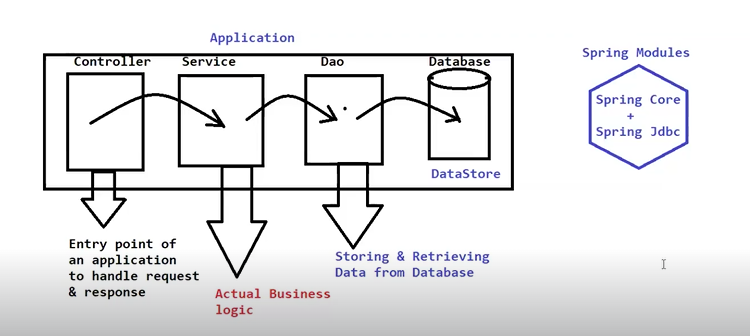 Application
Controller
Service
Dao
Database
DataStore
Spring Modules
Spring Core
+
Spring Jdbc
Entry point of
an application
to handle request
& response
Actual Business
logic
Storing & Retrieving
Data from Database